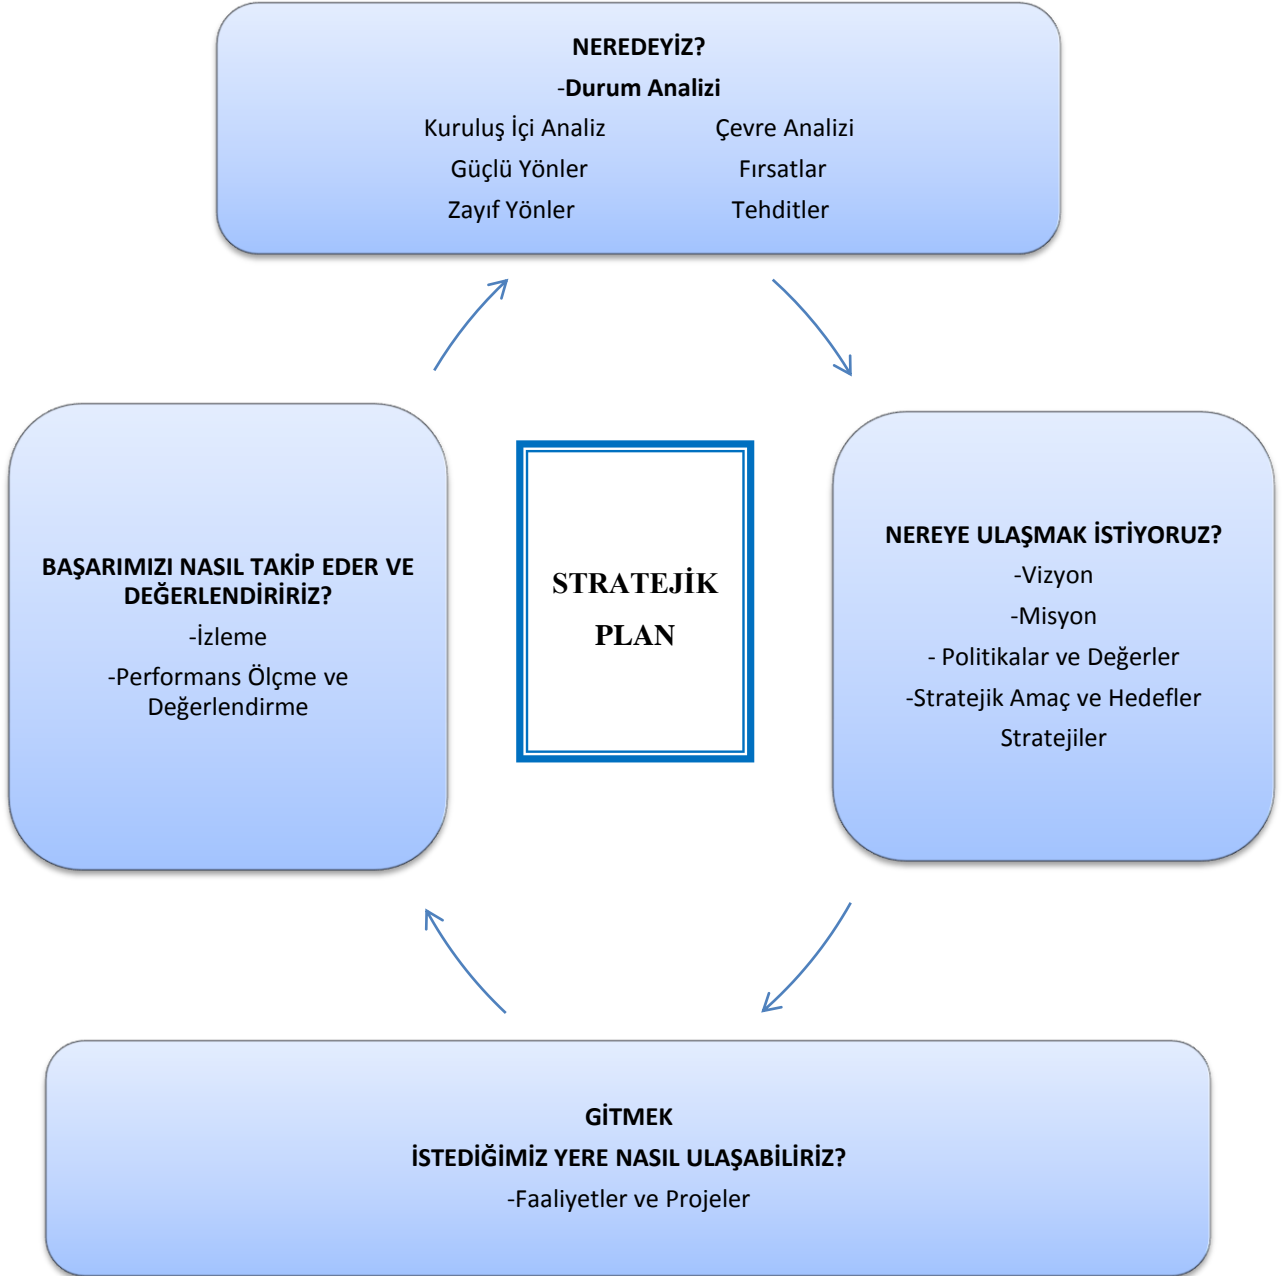 NEREDEYİZ?
-Durum Analizi
Kuruluş İçi Analiz Çevre Analizi
Güçlü Yönler Fırsatlar
Zayıf Yönler Tehditler
BAŞARIMIZI NASIL TAKİP EDER VE
DEĞERLENDİRİRİZ?
-İzleme
-Performans Ölçme ve
Değerlendirme
STRATEJİK
PLAN
NEREYE ULAŞMAK İSTİYORUZ?
-Vizyon
-Misyon
- Politikalar ve Değerler
-Stratejik Amaç ve Hedefler
Stratejiler
GİTMEK
İSTEDİĞİMİZ YERE NASIL ULAŞABİLİRİZ?
-Faaliyetler ve Projeler